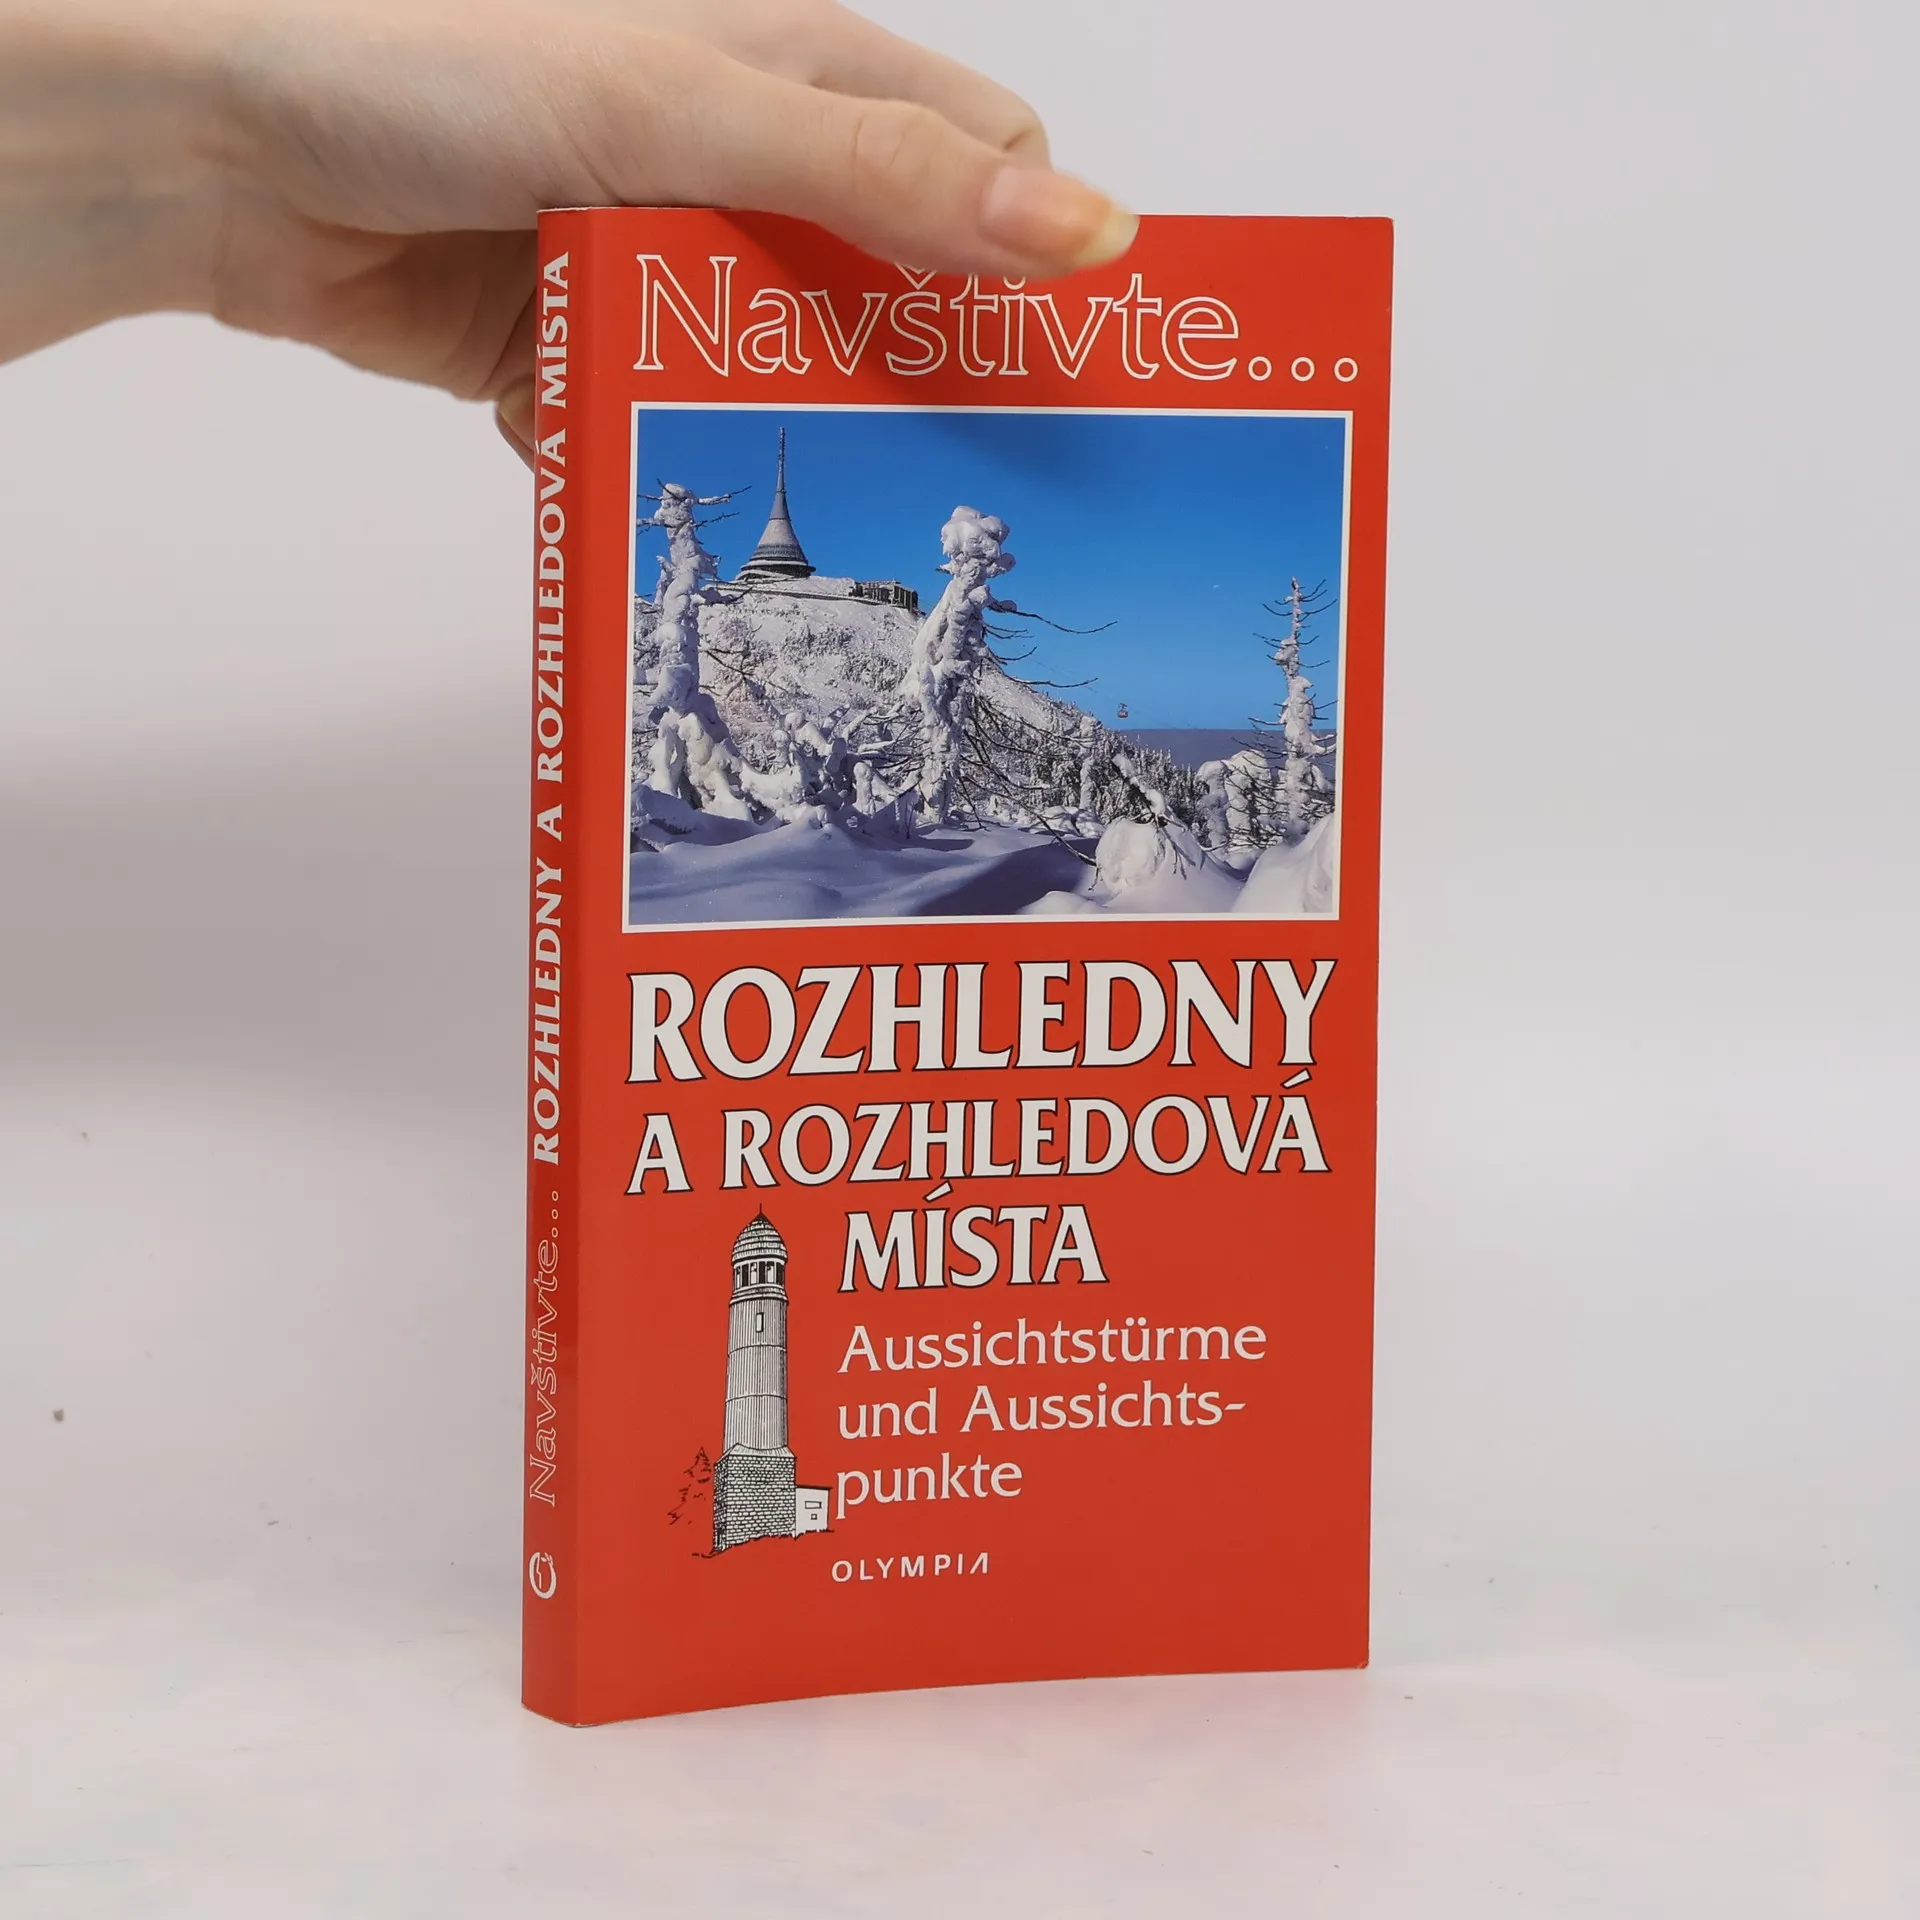 Navštivte...
ROZHLEDNY
A ROZHLEDOVÁ
MÍSTA
Aussichtstürme
und Aussichts-
punkte
OLYMPIA
Navštivte... ROZHLEDNY A ROZHLEDOVÁ MÍSTA